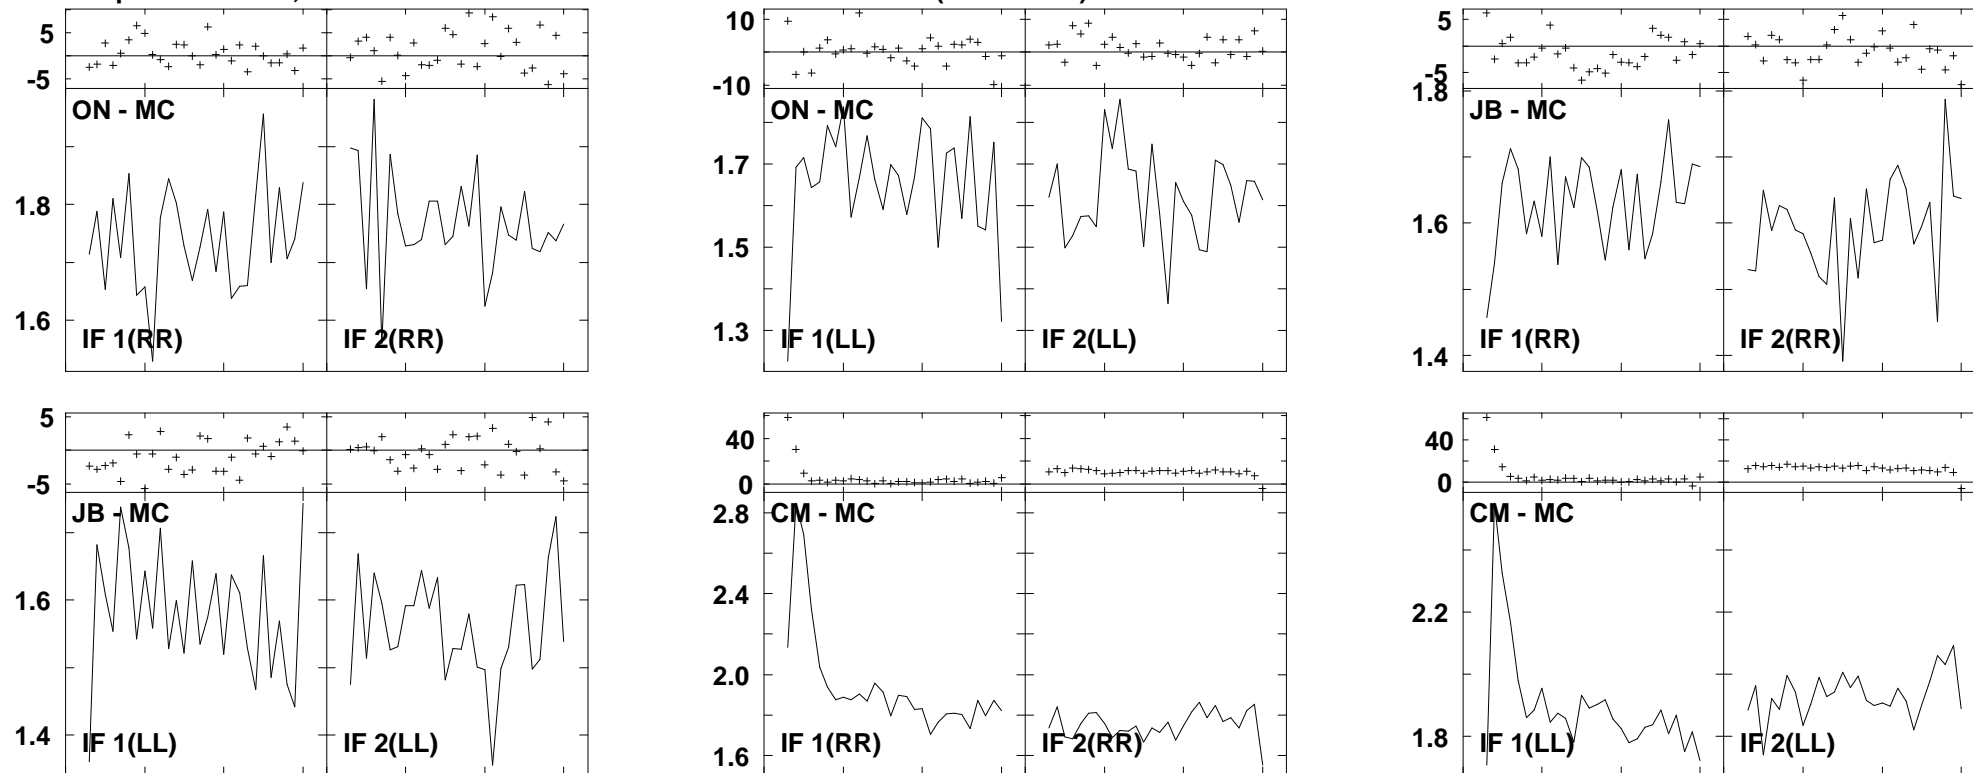 5
-5
ON - MC
1.8
1.6
IF 1(RR)
IF 2(RR)
10
-10
ON - MC
1.7
1.5
1.3
IF 1(LL)
IF 2(LL)
5
-5
1.8
JB - MC
1.6
1.4
IF 1(RR)
IF 2(RR)
5
-5
JB - MC
1.6
1.4
IF 1(LL)
IF 2(LL)
40
0
2.8
CM - MC
2.4
2.0
1.6
IF 1(RR)
IF 2(RR)
40
0
CM - MC
2.2
1.8
IF 1(LL)
IF 2(LL)